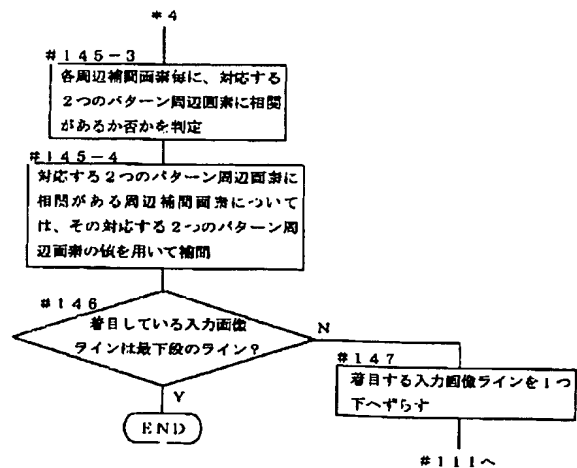 *4
#145-3
各周辺補間画素毎に、対応する
2つのパターン周辺画素に相関
があるか否かを判定
#145-4
対応する2つのパターン周辺画素に
相関がある周辺補間画素について
は、その対応する2つのパターン周
辺画素の値を用いて補間
#146
着目している入力画像
ラインは最下段のライン?
N
Y
END
#147
着目する入力画像ラインを1つ
下へずらす
#111へ